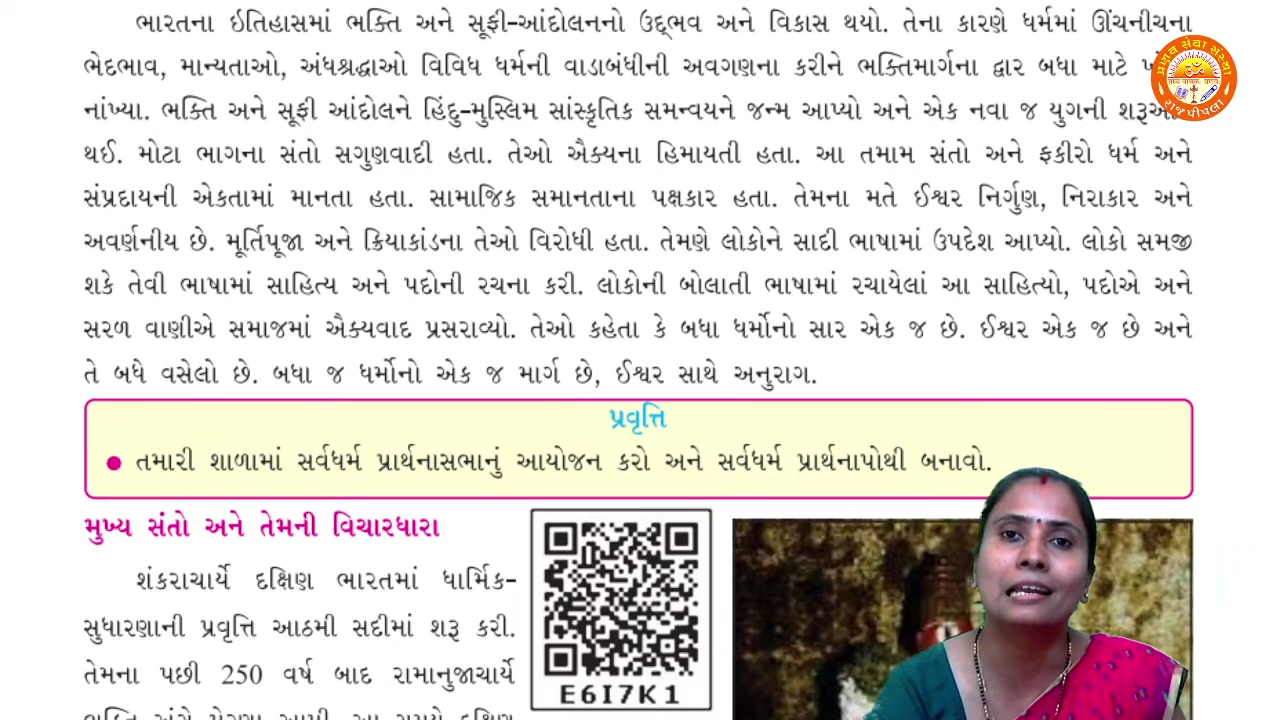 ભારતના ઇતિહાસમાં ભક્તિ અને સૂફી-આંદોલનનો ઉદ્ભવ અને વિકાસ થયો. તેના કારણે ધર્મમાં ઊંચનીચના
ભેદભાવ, માન્યતાઓ, અંધશ્રદ્ધાઓ વિવિધ ધર્મની વાડાબંધીની અવગણના કરીને ભક્તિમાર્ગના દ્વાર બધા માટે
નાંખ્યા. ભક્તિ અને સૂફી આંદોલને હિંદુ-મુસ્લિમ સાંસ્કૃતિક સમન્વયને જન્મ આપ્યો અને એક નવા જ યુગની
થઈ. મોટા ભાગના સંતો સગુણવાદી હતા. તેઓ ઐક્યના હિમાયતી હતા. આ તમામ સંતો અને ફકીરો ધર્મ અને
સંપ્રદાયની એકતામાં માનતા હતા. સામાજિક સમાનતાના પક્ષકાર હતા. તેમના મતે ઈશ્વર નિર્ગુણ, નિરાકાર અને
અવર્ણનીય છે. મૂર્તિપૂજા અને ક્રિયાકાંડના તેઓ વિરોધી હતા. તેમણે લોકોને સાદી ભાષામાં ઉપદેશ આપ્યો. લોકો સમજી
શકે તેવી ભાષામાં સાહિત્ય અને પદોની રચના કરી. લોકોની બોલાતી ભાષામાં રચાયેલાં આ સાહિત્યો, પદોએ અને
સરળ વાણીએ સમાજમાં ઐક્યવાદ પ્રસરાવ્યો. તેઓ કહેતા કે બધા ધર્મોનો સાર એક જ છે. ઈશ્વર એક જ છે અને
તે બધે વસેલો છે. બધા જ ધર્મોનો એક જ માર્ગ છે, ઈશ્વર સાથે અનુરાગ.
પ્રવૃત્તિ
● તમારી શાળામાં સર્વધર્મ પ્રાર્થનાસભાનું આયોજન કરો અને સર્વધર્મ પ્રાર્થનાપોથી બનાવો.
મુખ્ય સંતો અને તેમની વિચારધારા
શંકરાચાર્યે દક્ષિણ ભારતમાં ધાર્મિક-
સુધારણાની પ્રવૃત્તિ આઠમી સદીમાં શરૂ કરી.
તેમના પછી 250 વર્ષ બાદ રામાનુજાચાર્યે
E6I7K1
પ્રણવ સેવા સંસ્થા
રાજપીપલા